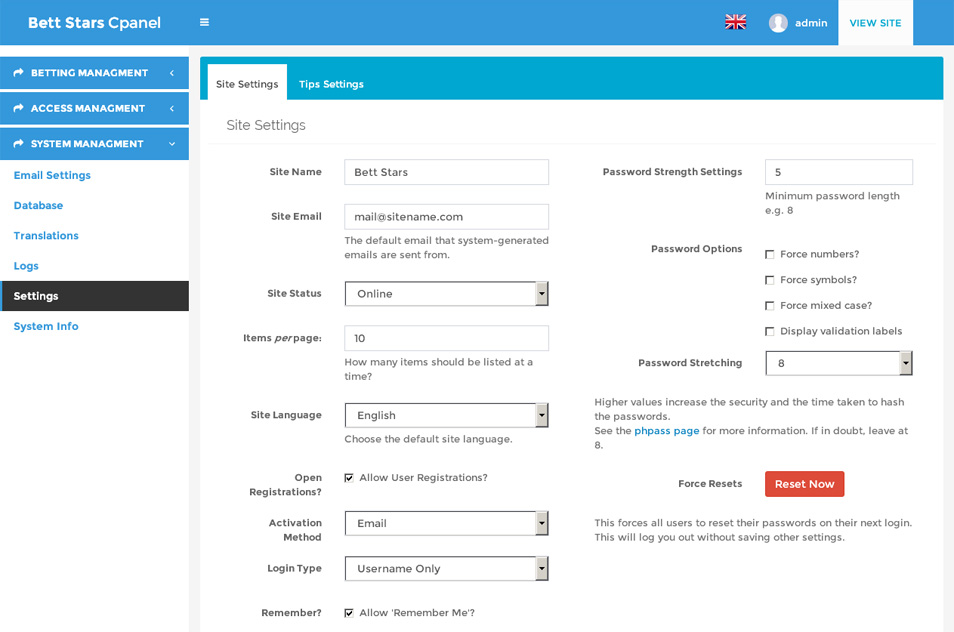 Bett Stars Cpanel
admin
VIEW SITE
BETTING MANAGMENT
ACCESS MANAGMENT
SYSTEM MANAGMENT
Email Settings
Database
Translations
Logs
Settings
System Info
Site Settings
Tips Settings
Site Settings
Site Name
Bett Stars
Site Email
mail@sitename.com
The default email that system-generated
emails are sent from.
Site Status
Online
Items per page:
10
How many items should be listed at a
time?
Site Language
English
Choose the default site language.
Open
Registrations?
Allow User Registrations?
Activation
Method
Email
Login Type
Username Only
Remember?
Allow 'Remember Me'?
Password Strength Settings
5
Minimum password length
e.g. 8
Password Options
Force numbers?
Force symbols?
Force mixed case?
Display validation labels
Password Stretching
8
Higher values increase the security and the time taken to hash
the passwords.
See the phpass page for more information. If in doubt, leave at
8.
Force Resets
Reset Now
This forces all users to reset their passwords on their next login.
This will log you out without saving other settings.